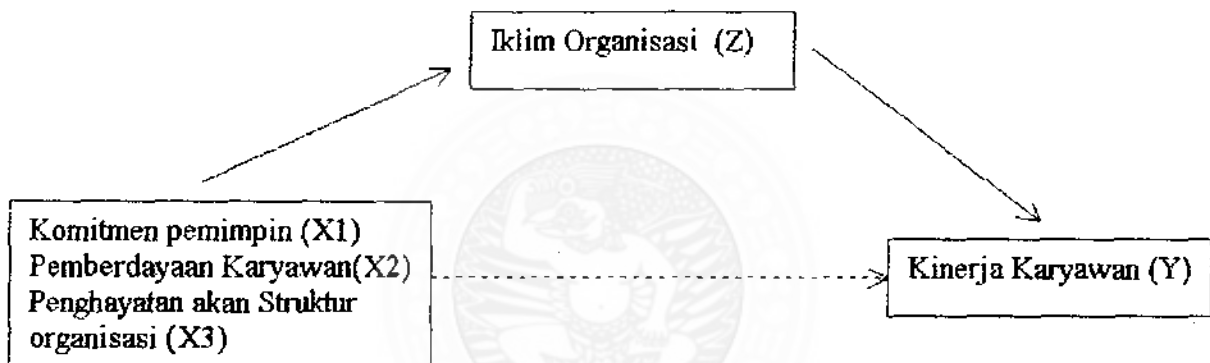 Iklim Organisasi (Z)
Komitmen pemimpin (X1)
Pemberdayaan Karyawan(X2)
Penghayatan akan Struktur
organisasi (X3)
Kinerja Karyawan (Y)